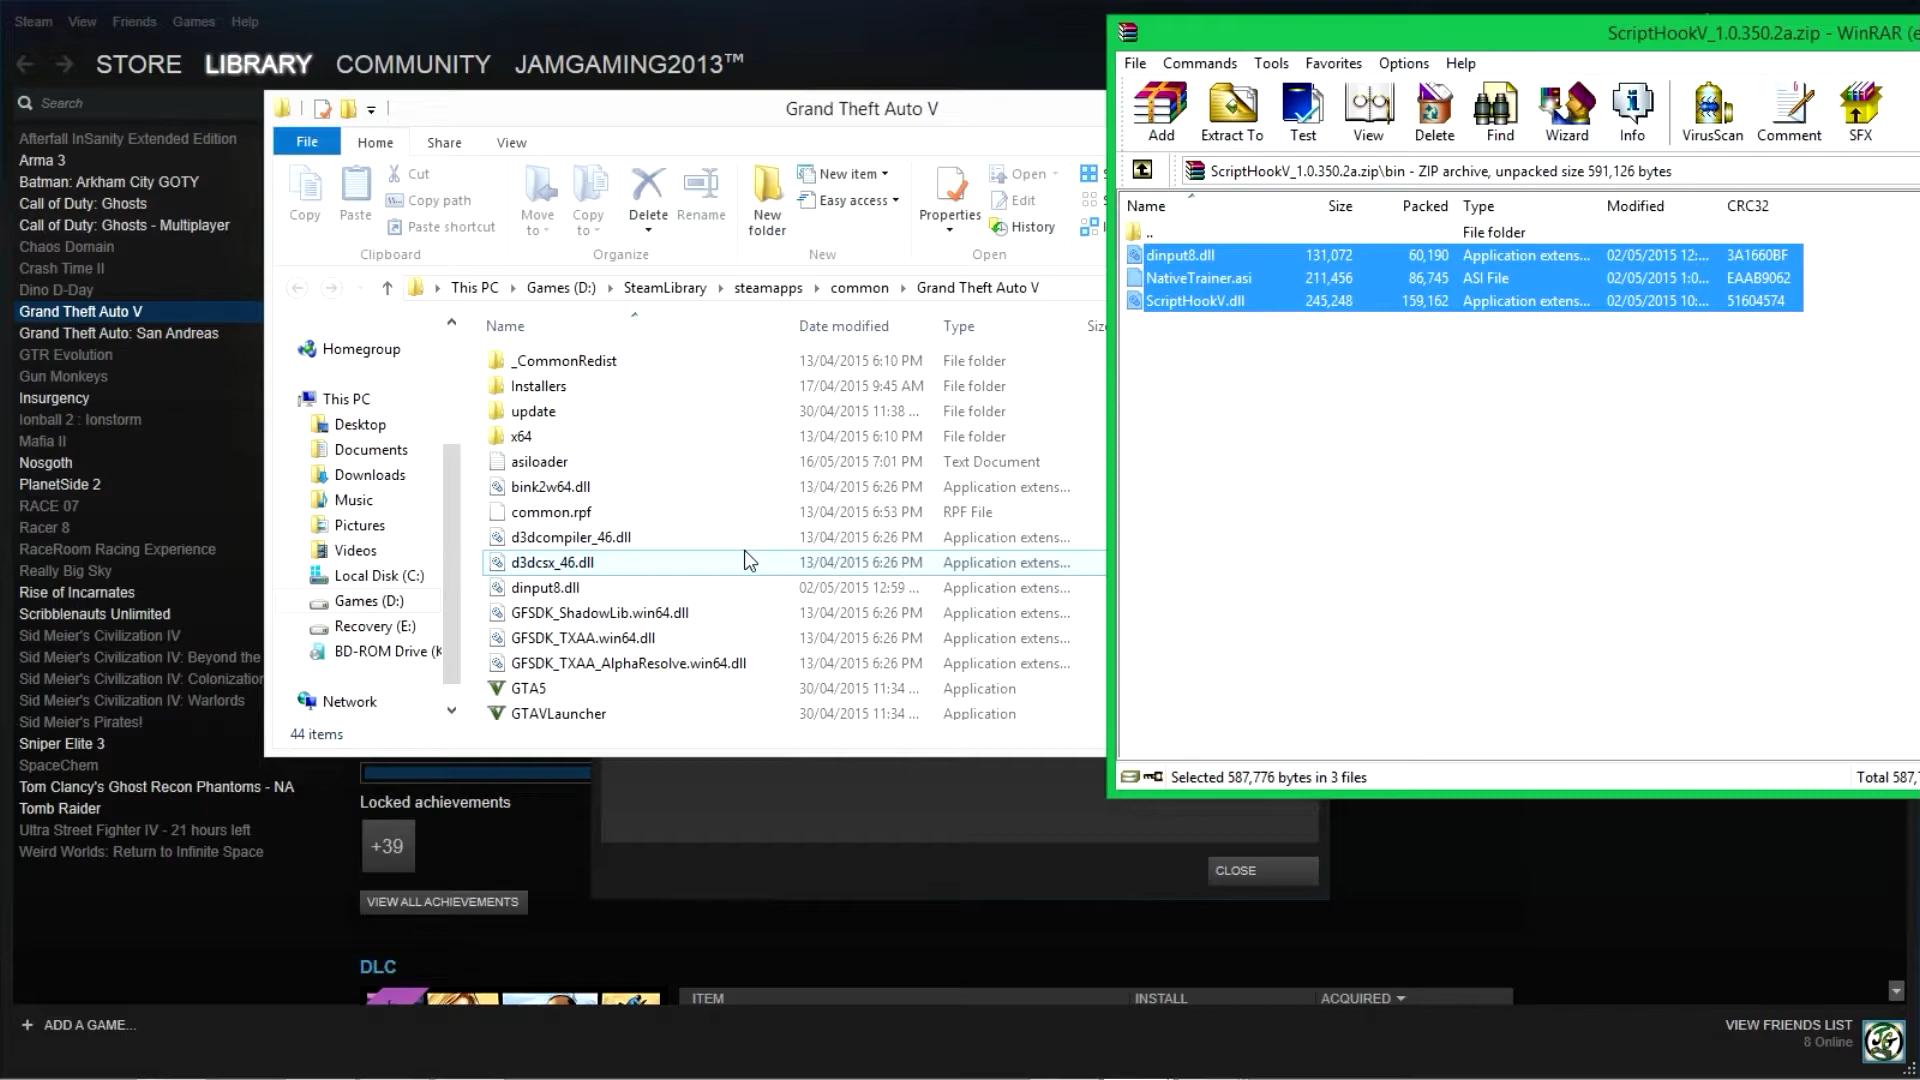 Steam View Friends Games Help
STORE LIBRARY COMMUNITY JAMGAMING2013™
Search
Afterfall InSanity Extended Edition
Arma 3
Batman: Arkham City GOTY
Call of Duty: Ghosts
Call of Duty: Ghosts - Multiplayer
Chaos Domain
Crash Time II
Dino D-Day
Grand Theft Auto V
Grand Theft Auto: San Andreas
GTR Evolution
Gun Monkeys
Insurgency
Ionball 2 : Ionstorm
Mafia II
Nosgoth
PlanetSide 2
RACE 07
Racer 8
RaceRoom Racing Experience
Really Big Sky
Rise of Incarnates
Scribblenauts Unlimited
Sid Meier's Civilization IV
Sid Meier's Civilization IV: Beyond the
Sid Meier's Civilization IV: Colonization
Sid Meier's Civilization IV: Warlords
Sid Meier's Pirates!
Sniper Elite 3
SpaceChem
Tom Clancy's Ghost Recon Phantoms - NA
Tomb Raider
Ultra Street Fighter IV - 21 hours left
Weird Worlds: Return to Infinite Space
+ ADD A GAME...
Grand Theft Auto V
File Home Share View
Copy Paste Cut
Copy path
Paste shortcut
Clipboard
Move to Copy to Delete Rename
Organize
New folder
New item
Easy access
New
Properties Open
Edit
History
Open
This PC Games (D:) SteamLibrary steamapps common Grand Theft Auto V
Homegroup
This PC
Desktop
Documents
Downloads
Music
Pictures
Videos
Local Disk (C:)
Games (D:)
Recovery (E:)
BD-ROM Drive (K
Network
Name Date modified Type Siz
_CommonRedist 13/04/2015 6:10 PM File folder
Installers 17/04/2015 9:45 AM File folder
update 30/04/2015 11:38 ... File folder
x64 13/04/2015 6:10 PM File folder
asiloader 16/05/2015 7:01 PM Text Document
bink2w64.dll 13/04/2015 6:26 PM Application extens...
common.rpf 13/04/2015 6:53 PM RPF File
d3dcompiler_46.dll 13/04/2015 6:26 PM Application extens...
d3dcsx_46.dll 13/04/2015 6:26 PM Application extens...
dinput8.dll 02/05/2015 12:59 ... Application extens...
GFSDK_ShadowLib.win64.dll 13/04/2015 6:26 PM Application extens...
GFSDK_TXAA.win64.dll 13/04/2015 6:26 PM Application extens...
GFSDK_TXAA_AlphaResolve.win64.dll 13/04/2015 6:26 PM Application extens...
GTA5 30/04/2015 11:34 ... Application
GTAVLauncher 30/04/2015 11:34 ... Application
44 items
ScriptHookV_1.0.350.2a.zip - WinRAR (e
File Commands Tools Favorites Options Help
Add Extract To Test View Delete Find Wizard Info VirusScan Comment SFX
ScriptHookV_1.0.350.2a.zip\bin - ZIP archive, unpacked size 591,126 bytes
Name Size Packed Type Modified CRC32
.. File folder
dinput8.dll 131,072 60,190 Application extens... 02/05/2015 12:... 3A1660BF
NativeTrainer.asi 211,456 86,745 ASI File 02/05/2015 1:0... EAAB9062
ScriptHookV.dll 245,248 159,162 Application extens... 02/05/2015 10:... 51604574
Selected 587,776 bytes in 3 files Total 587,7
Locked achievements
+39
VIEW ALL ACHIEVEMENTS
CLOSE
DLC
ITEM INSTALL ACQUIRED
VIEW FRIENDS LIST
8 Online